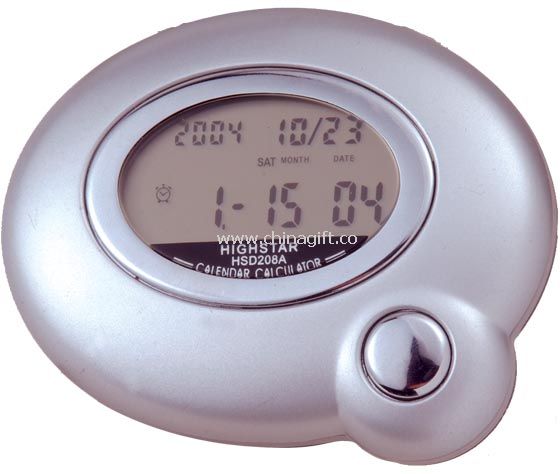 2004 10/23
SAT MONTH DATE
1:-15 04
www.chinagift.co
HIGHSTAR
HSD208A
CALENDAR CALCULATOR